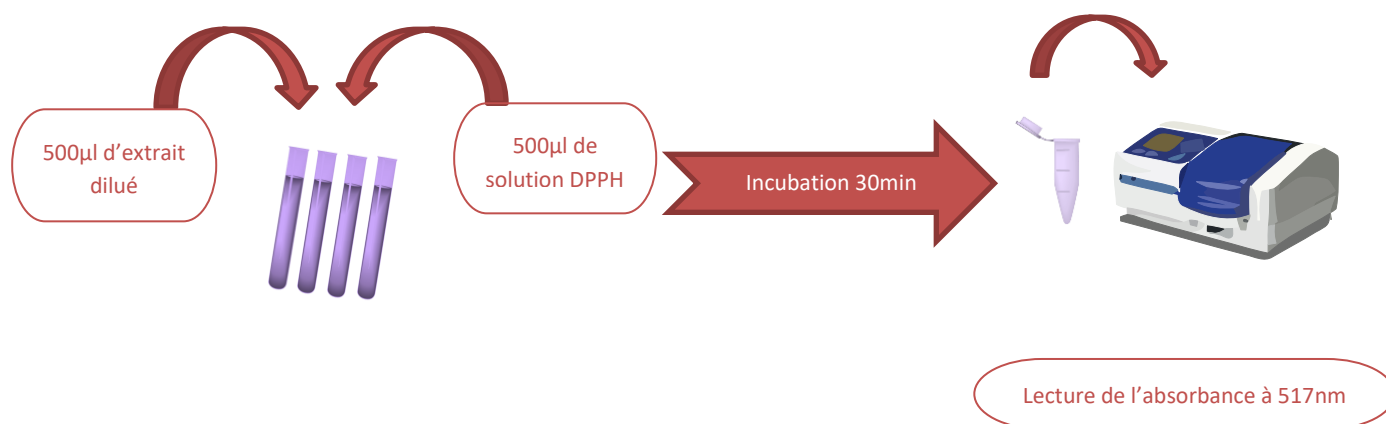 500µl d’extrait
dilué
500µl de
solution DPPH
Incubation 30min
Lecture de l’absorbance à 517nm